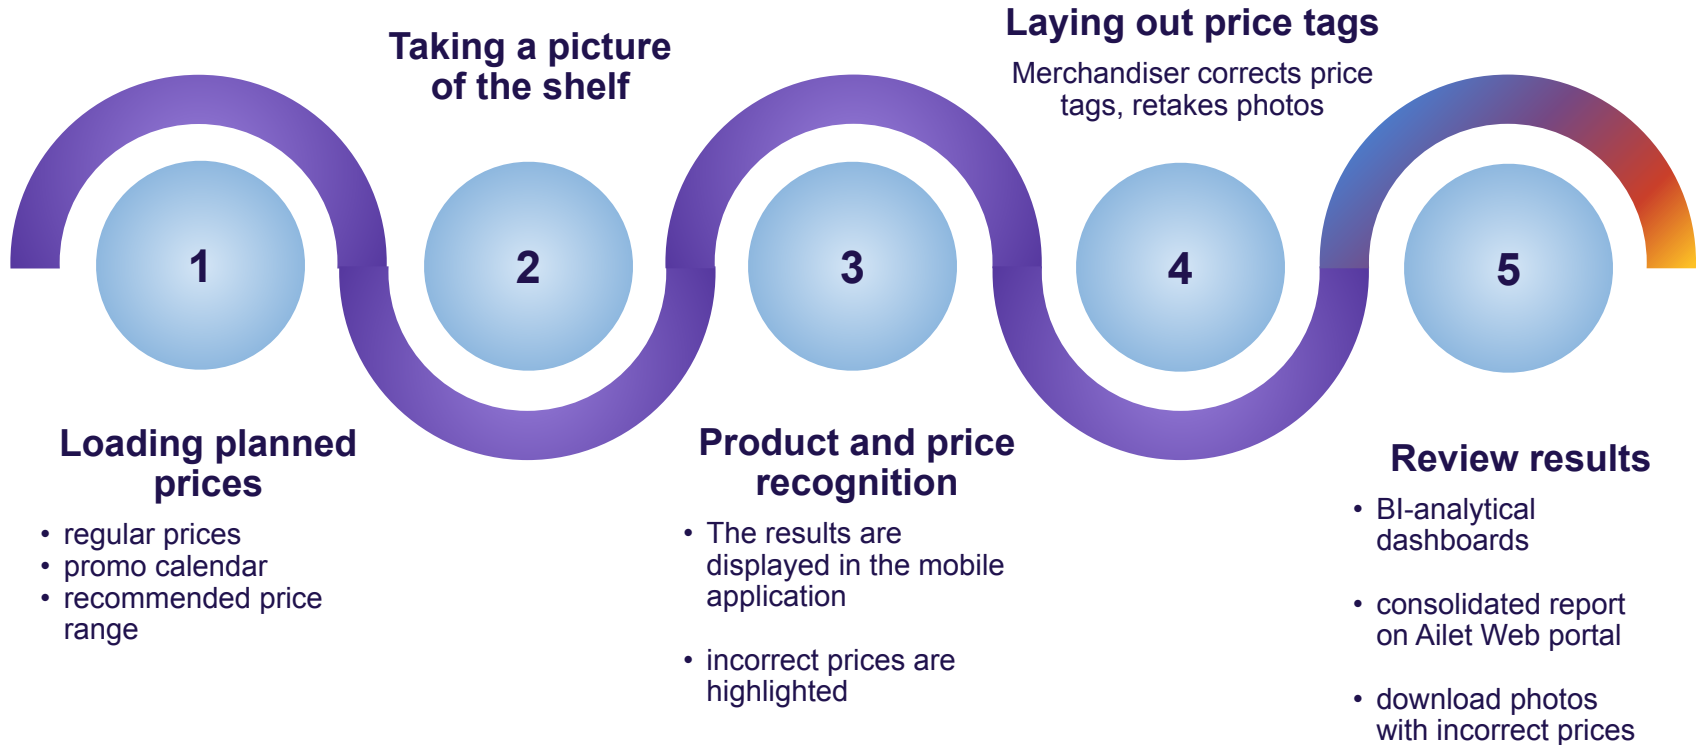 1
Loading planned
prices
• regular prices
• promo calendar
• recommended price
range
Taking a picture
of the shelf
2
3
Product and price
recognition
• The results are
displayed in the mobile
application
• incorrect prices are
highlighted
Laying out price tags
Merchandiser corrects price
tags, retakes photos
4
5
Review results
• BI-analytical
dashboards
• consolidated report
on Ailet Web portal
• download photos
with incorrect prices